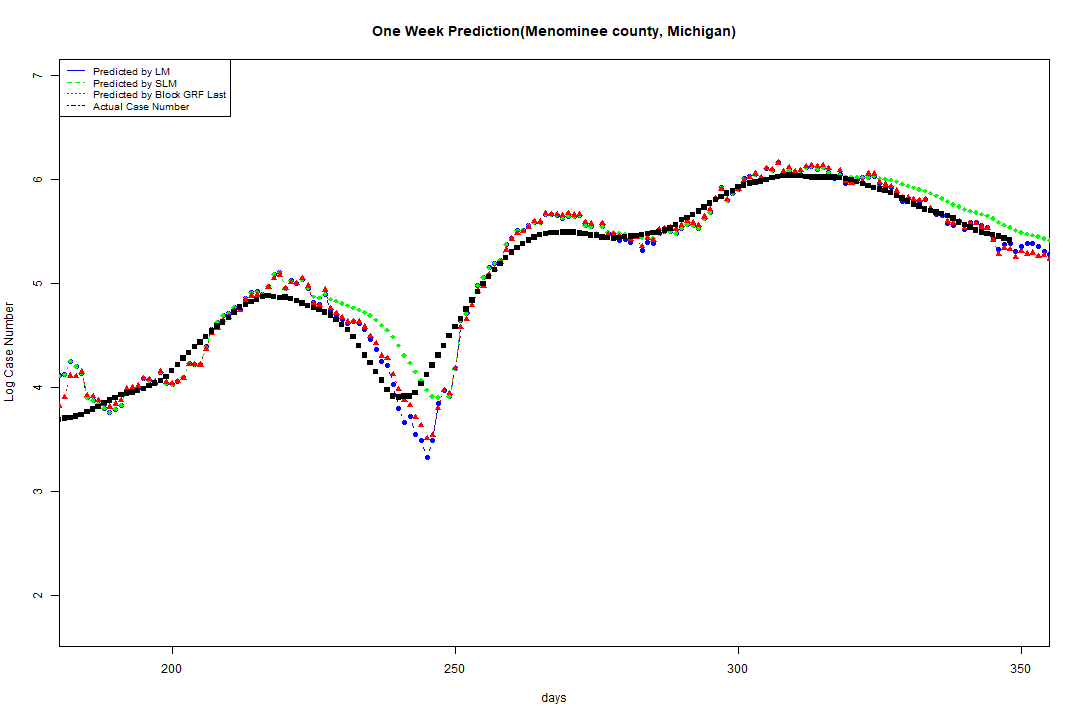 One Week Prediction(Menominee county, Michigan)
Predicted by LM
Predicted by SLM
Predicted by Block GRF Last
Actual Case Number
7
6
5
4
3
2
Log Case Number
200
250
300
350
days